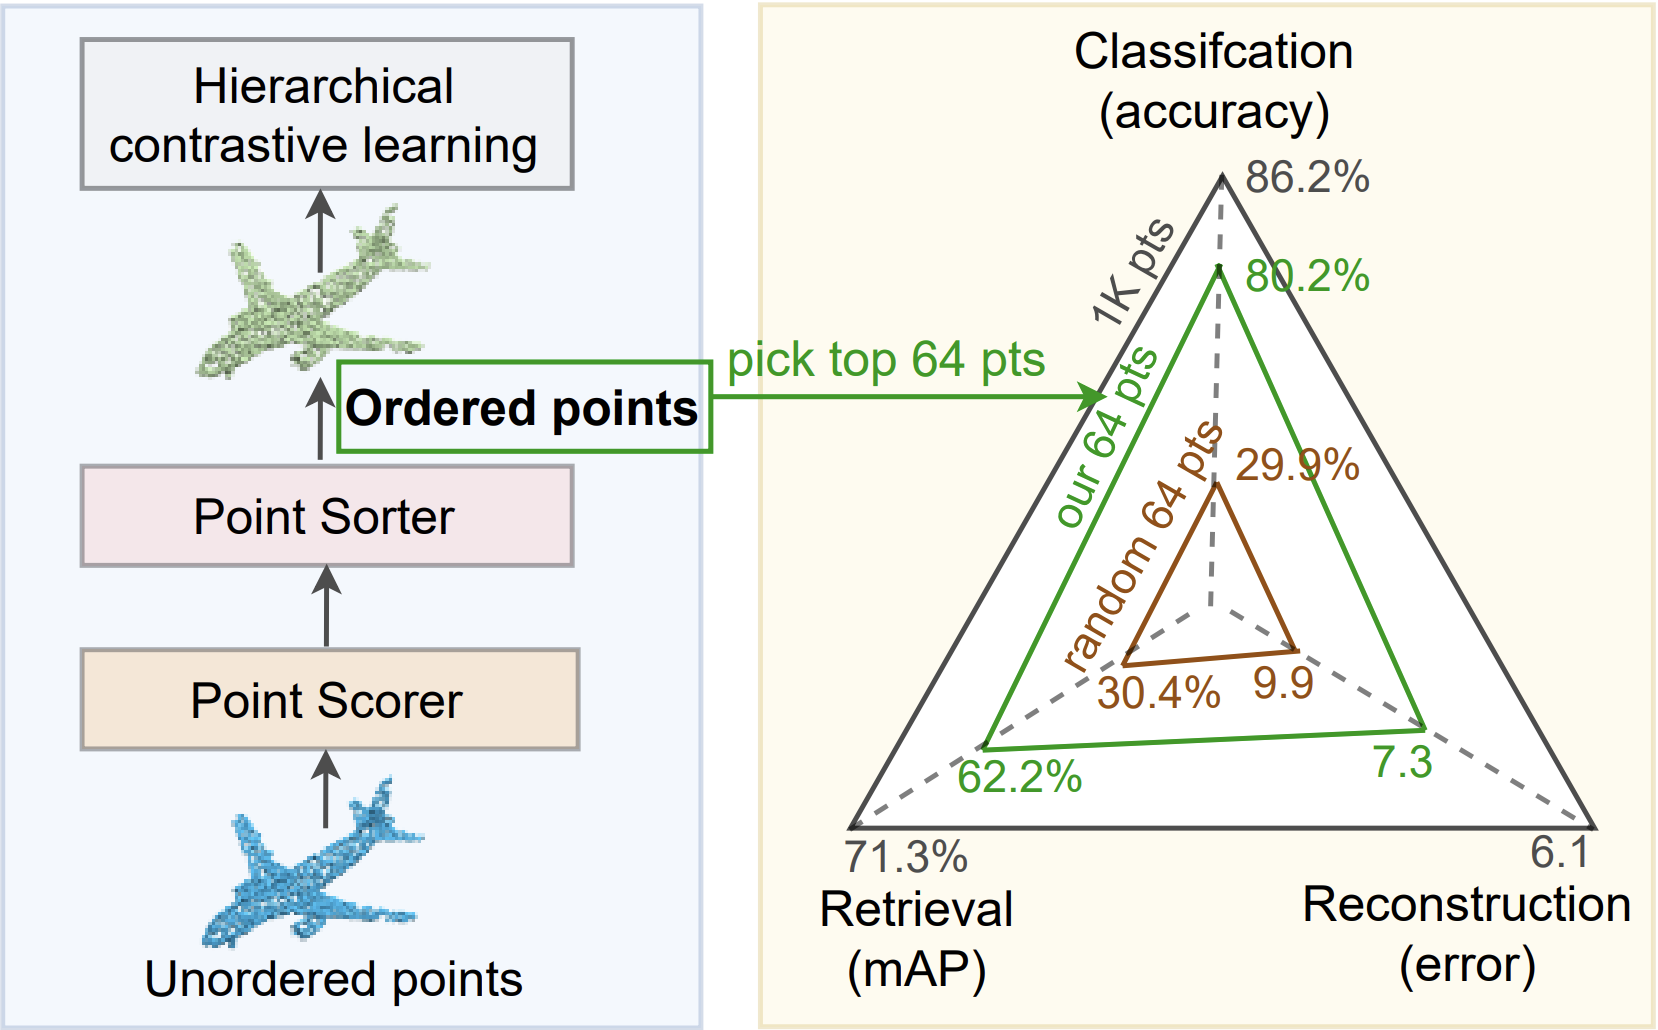 Hierarchical
contrastive learning
Ordered points
Point Sorter
Point Scorer
Unordered points
pick top 64 pts
Classifcation
(accuracy)
86.2%
1K pts
80.2%
our 64 pts
random 64 pts
29.9%
30.4%
9.9
62.2%
7.3
71.3%
6.1
Retrieval
(mAP)
Reconstruction
(error)